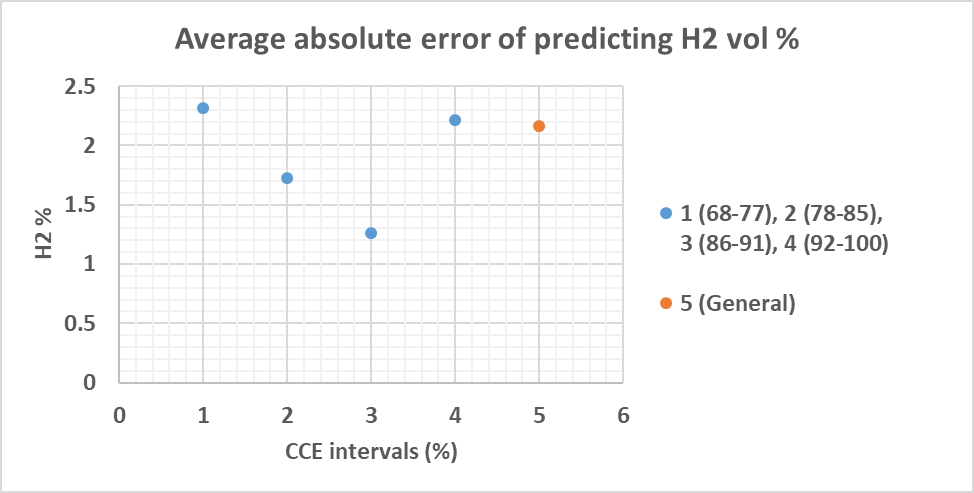 Average absolute error of predicting H2 vol %
2.5
2
1.5
1
0.5
0
H2 %
0 1 2 3 4 5 6
CCE intervals (%)
1 (68-77), 2 (78-85),
3 (86-91), 4 (92-100)
5 (General)